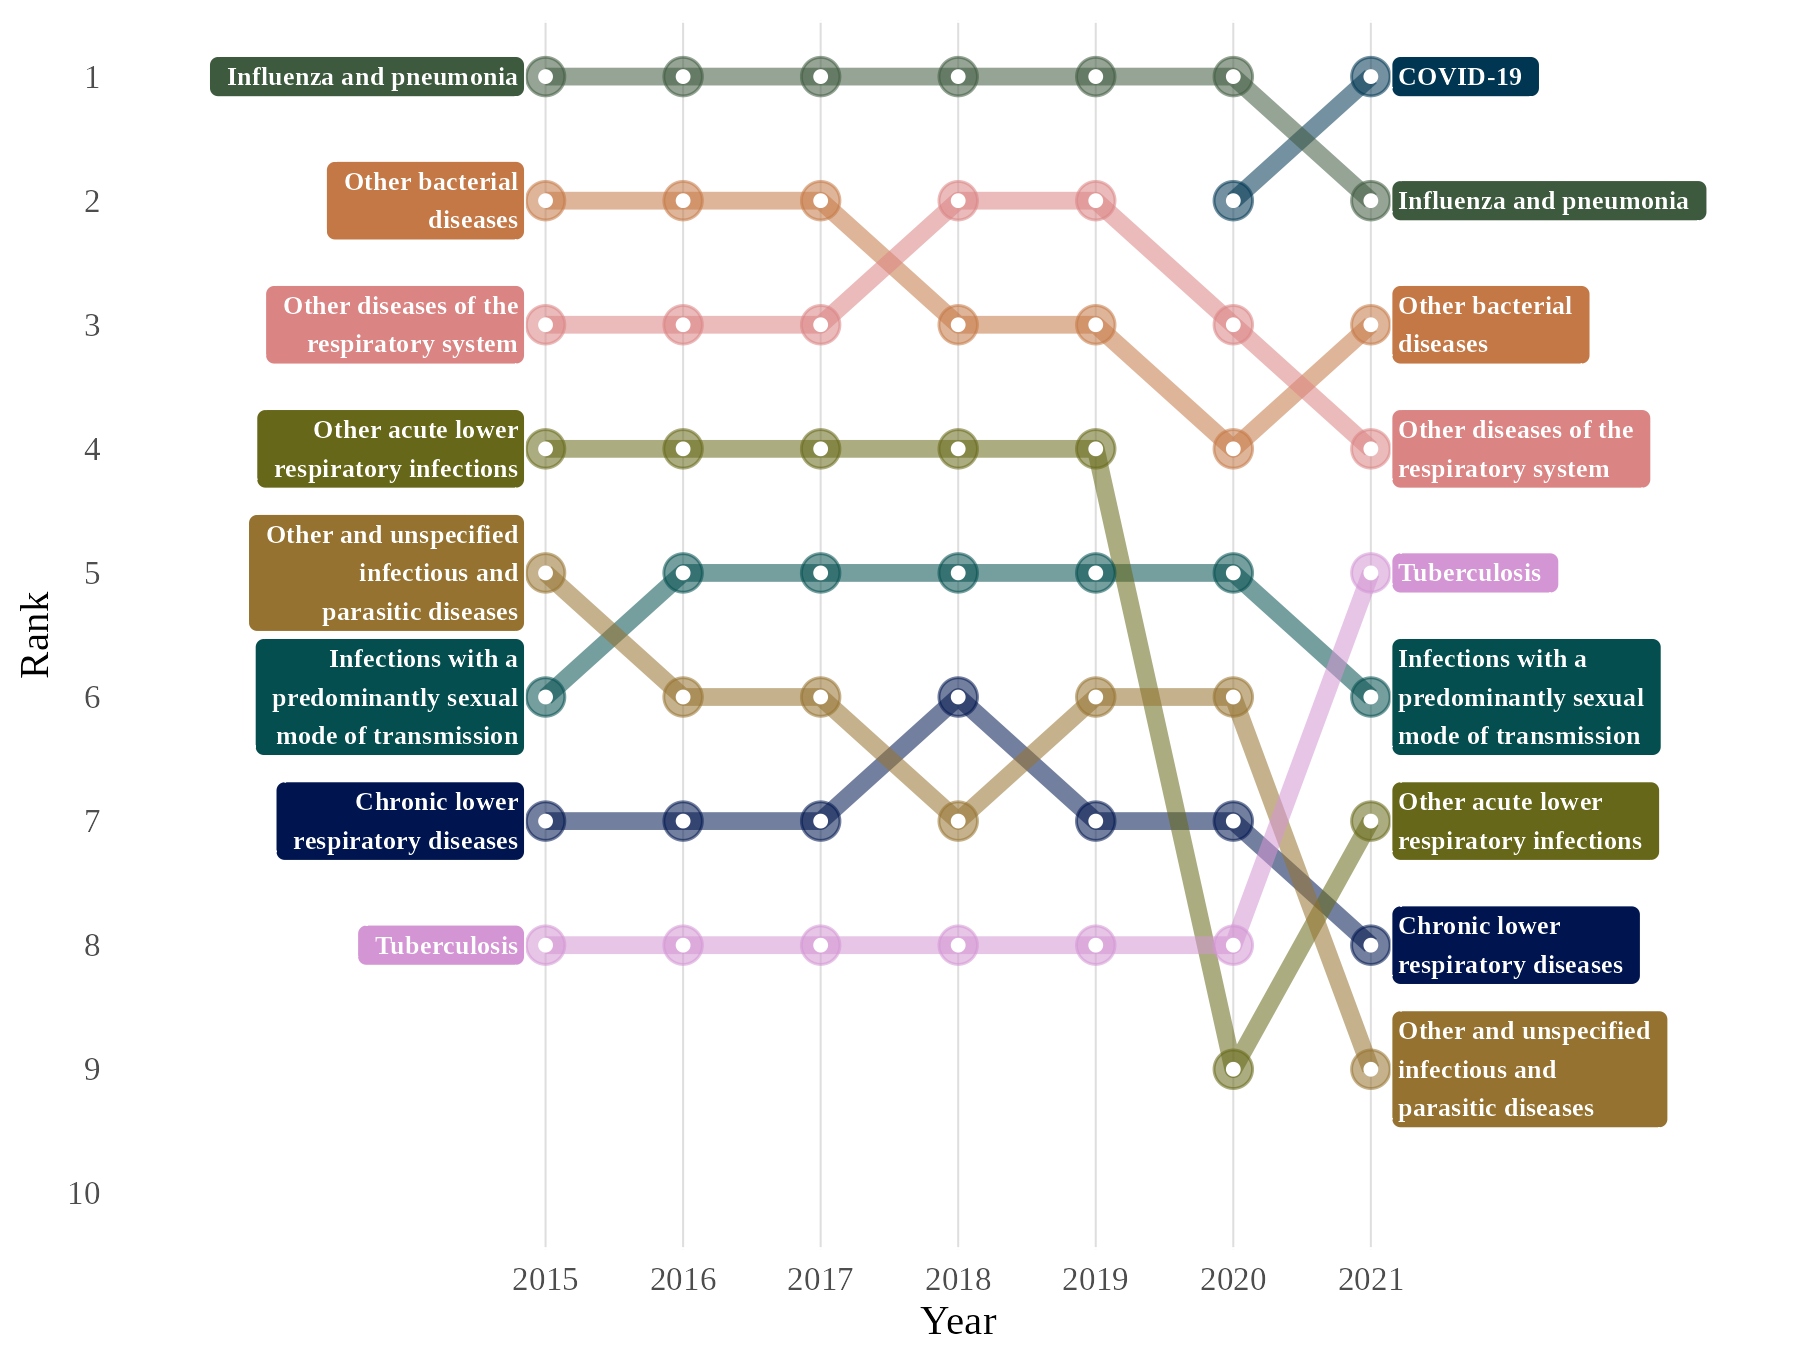 1
Influenza and pneumonia
COVID-19
2
Other bacterial
diseases
Influenza and pneumonia
3
Other diseases of the
respiratory system
Other bacterial
diseases
4
Other acute lower
respiratory infections
Other diseases of the
respiratory system
5
Other and unspecified
infectious and
parasitic diseases
Tuberculosis
6
Infections with a
predominantly sexual
mode of transmission
Infections with a
predominantly sexual
mode of transmission
7
Chronic lower
respiratory diseases
Other acute lower
respiratory infections
8
Tuberculosis
Chronic lower
respiratory diseases
9
Other and unspecified
infectious and
parasitic diseases
10
Rank
2015 2016 2017 2018 2019 2020 2021
Year